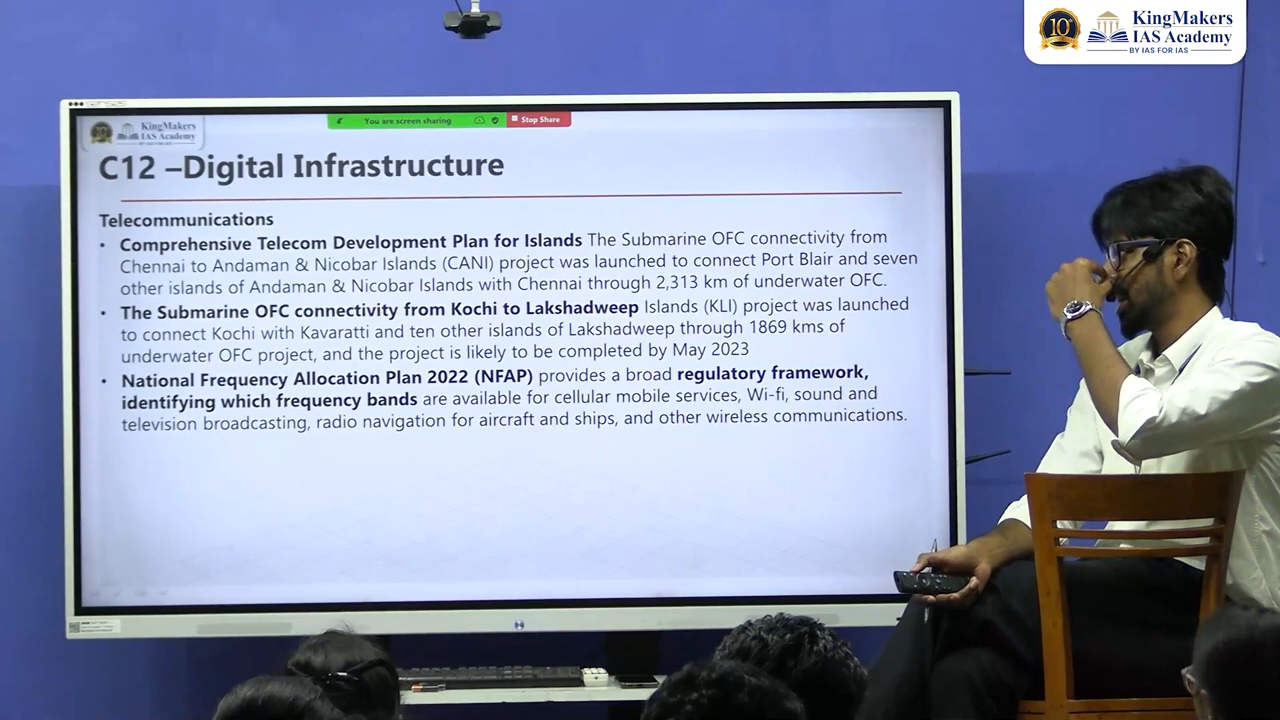 10
KingMakers
IAS Academy
BY IAS FOR IAS
KingMakers
IAS Academy
BY IAS FOR IAS
You are screen sharing
Stop Share
C12 –Digital Infrastructure
Telecommunications
• Comprehensive Telecom Development Plan for Islands The Submarine OFC connectivity from
Chennai to Andaman & Nicobar Islands (CANI) project was launched to connect Port Blair and seven
other islands of Andaman & Nicobar Islands with Chennai through 2,313 km of underwater OFC.
• The Submarine OFC connectivity from Kochi to Lakshadweep Islands (KLI) project was launched
to connect Kochi with Kavaratti and ten other islands of Lakshadweep through 1869 kms of
underwater OFC project, and the project is likely to be completed by May 2023
• National Frequency Allocation Plan 2022 (NFAP) provides a broad regulatory framework,
identifying which frequency bands are available for cellular mobile services, Wi-fi, sound and
television broadcasting, radio navigation for aircraft and ships, and other wireless communications.